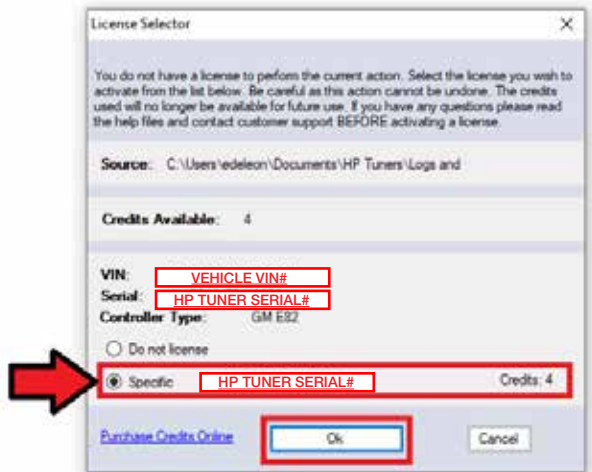 License Selector
You do not have a license to perform the current action. Select the license you wish to
activate from the list below. Be careful as this action cannot be undone. The credits
used will no longer be available for future use. If you have any questions please read
the help files and contact customer support BEFORE activating a license.
Source: C:\Users\edeleon\Documents\HP Tuners\Logs and
Credits Available: 4
VIN: VEHICLE VIN#
Serial: HP TUNER SERIAL#
Controller Type: GM E82
Do not license
Specific HP TUNER SERIAL# Credits: 4
Purchase Credits Online Ok Cancel